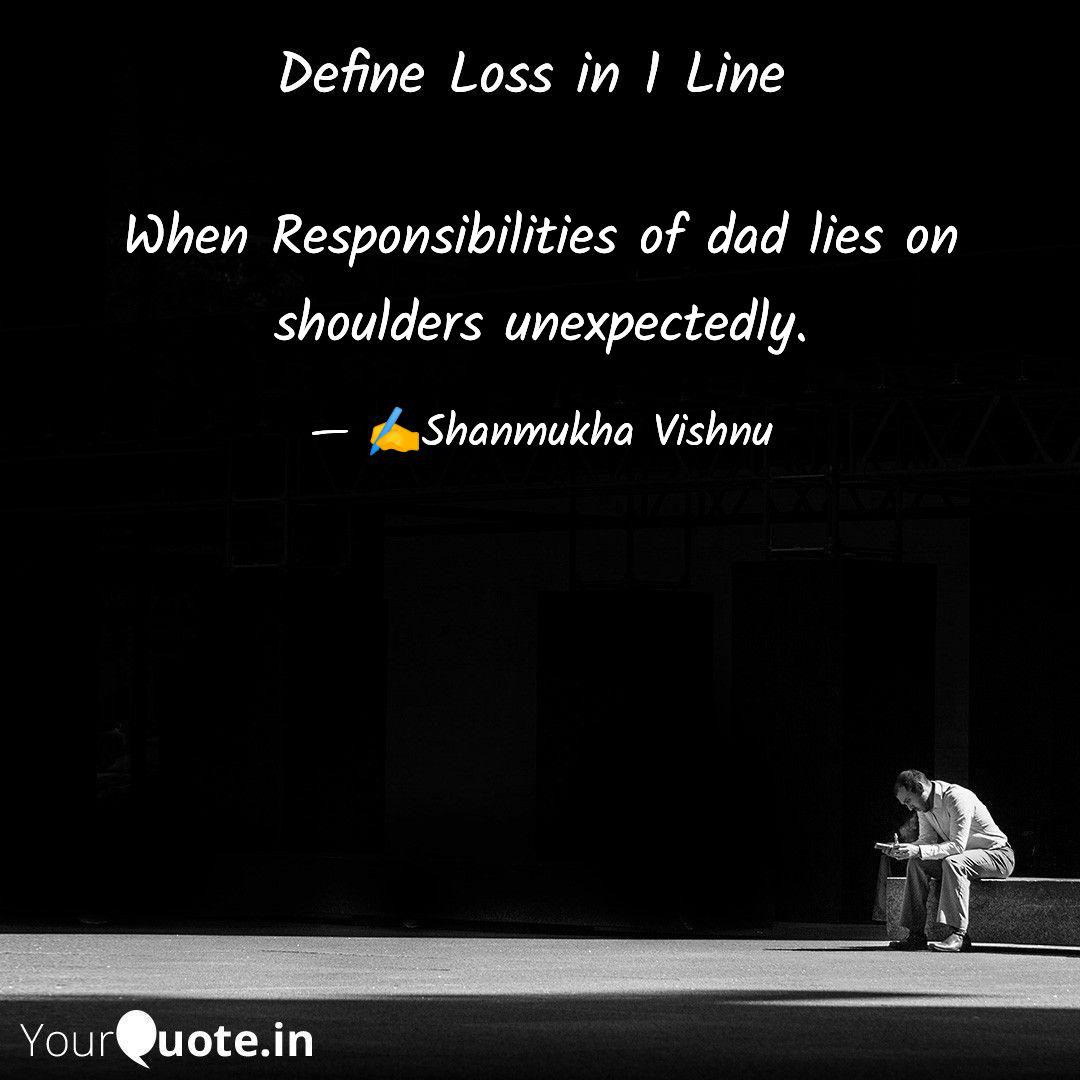 Define Loss in 1 Line
When Responsibilities of dad lies on
shoulders unexpectedly.
— ✍️Shanmukha Vishnu
YourQuote.in